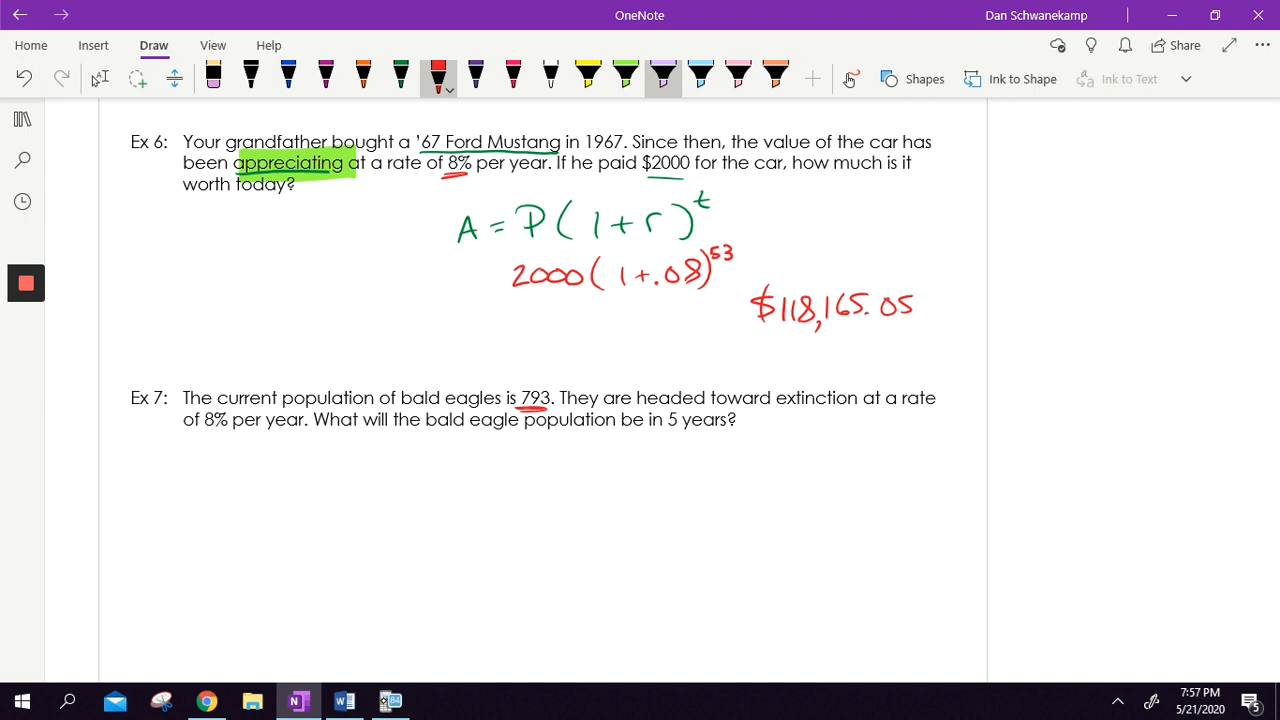 OneNote
Dan Schwanekamp
Home Insert Draw View Help
Share
Shapes Ink to Shape Ink to Text
Ex 6: Your grandfather bought a '67 Ford Mustang in 1967. Since then, the value of the car has
been appreciating at a rate of 8% per year. If he paid $2000 for the car, how much is it
worth today?
A = P ( 1 + r )^t
2000 ( 1 + .08)^53
$118,165.05
Ex 7: The current population of bald eagles is 793. They are headed toward extinction at a rate
of 8% per year. What will the bald eagle population be in 5 years?
7:57 PM
5/21/2020
5